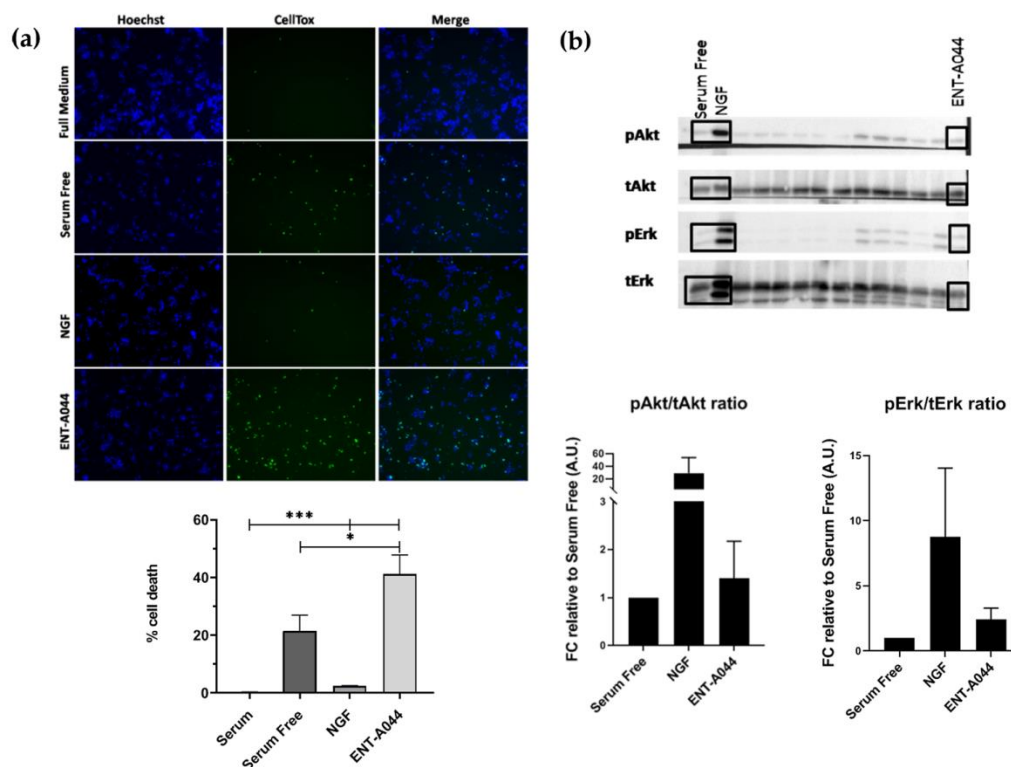 (a)
Hoechst CellTox Merge
Full Medium
Serum Free
NGF
ENT-A044
***
*
% cell death
60
40
20
0
Serum
Serum Free
NGF
ENT-A044
(b)
Serum Free
NGF
ENT-A044
pAkt
tAkt
pErk
tErk
pAkt/tAkt ratio
FC relative to Serum Free (A.U.)
60
40
20
3
2
1
0
Serum Free
NGF
ENT-A044
pErk/tErk ratio
FC relative to Serum Free (A.U.)
15
10
5
0
Serum Free
NGF
ENT-A044